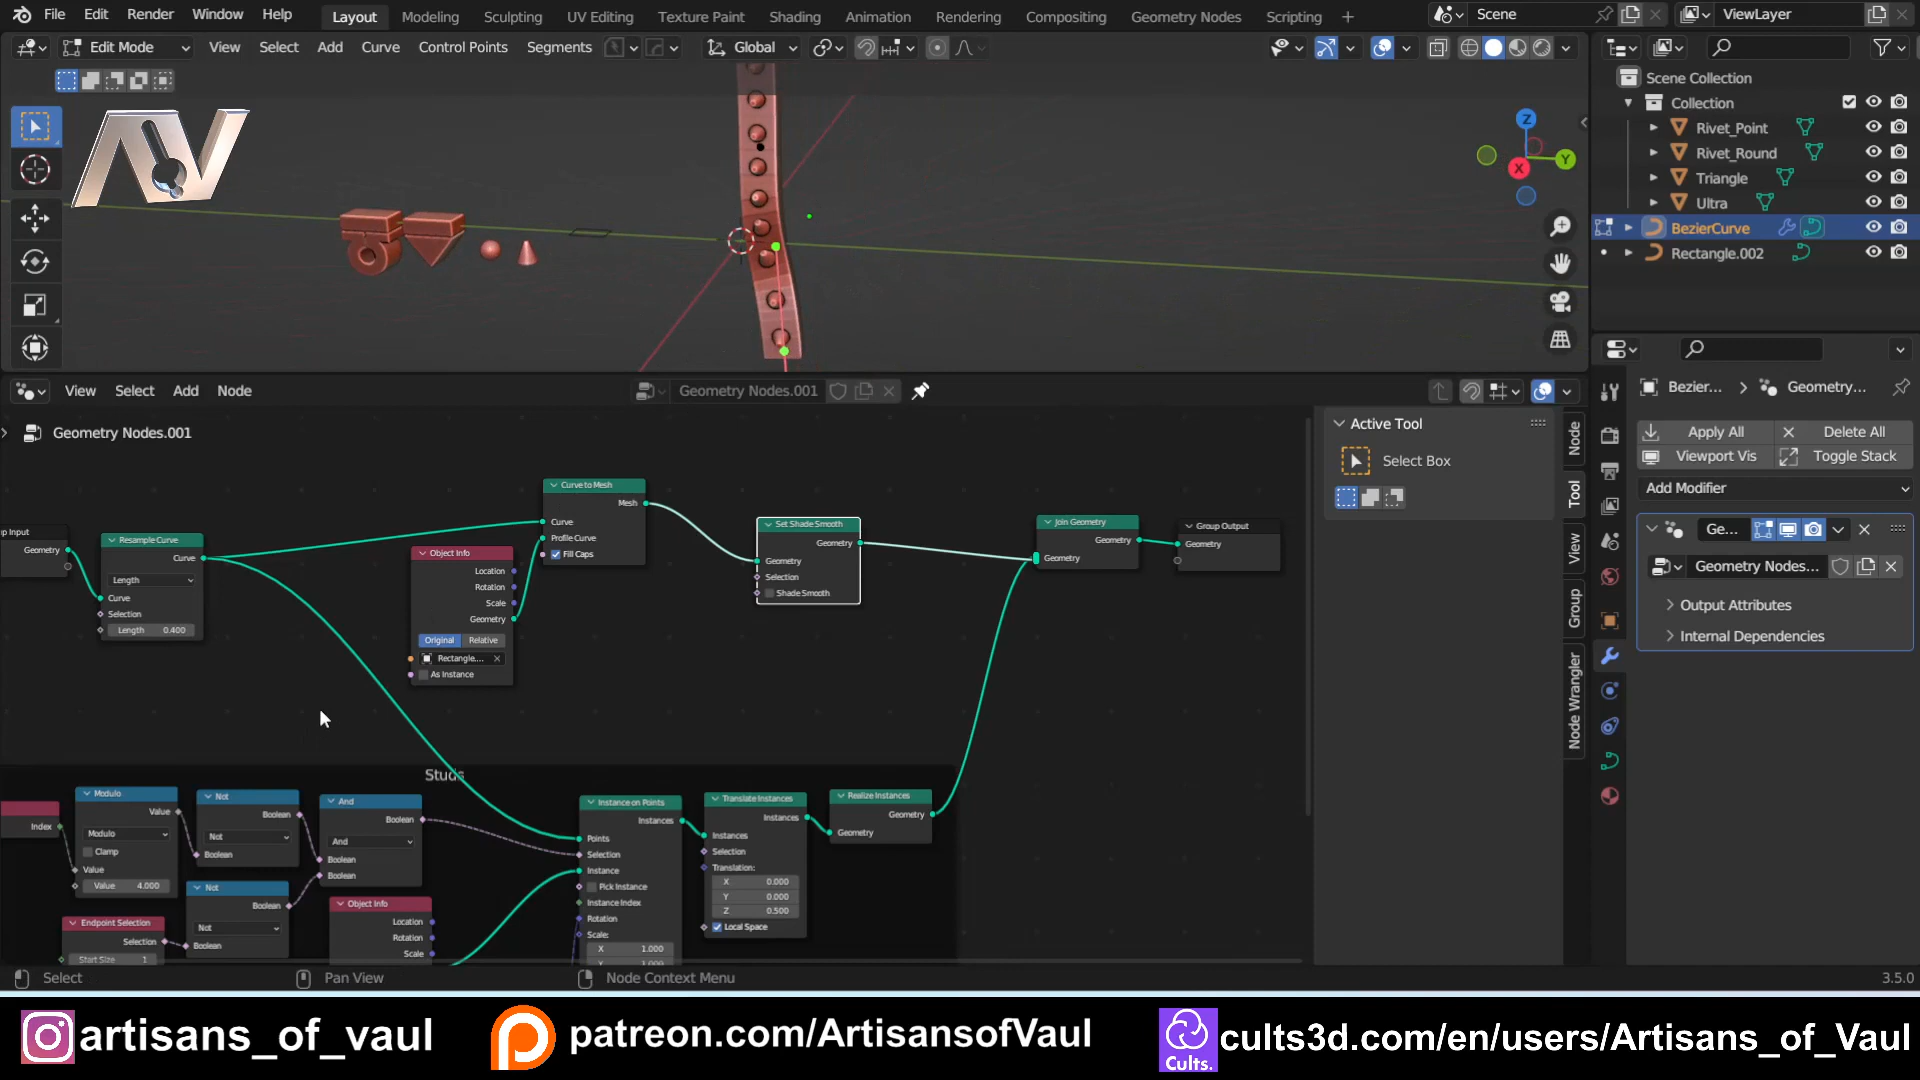 File Edit Render Window Help Layout Modeling Sculpting UV Editing Texture Paint Shading Animation Rendering Compositing Geometry Nodes Scripting + Scene ViewLayer
Edit Mode View Select Add Curve Control Points Segments Global
Scene Collection
Collection
Rivet_Point
Rivet_Round
Triangle
Ultra
BezierCurve
Rectangle.002
Z
Y
X
View Select Add Node Geometry Nodes.001
Geometry Nodes.001
Active Tool
Select Box
Node
Tool
View
Group
Node Wrangler
Bezier... Geometry...
Apply All Delete All
Viewport Vis Toggle Stack
Add Modifier
Ge...
Geometry Nodes...
Output Attributes
Internal Dependencies
p Input
Geometry
Resample Curve
Curve
Length
Curve
Selection
Length 0.400
Object Info
Location
Rotation
Scale
Geometry
Original Relative
Rectangle....
As Instance
Curve to Mesh
Mesh
Curve
Profile Curve
Fill Caps
Set Shade Smooth
Geometry
Geometry
Selection
Shade Smooth
Join Geometry
Geometry
Geometry
Group Output
Geometry
Studs
Index
Modulo
Value
Modulo
Clamp
Value
Value 4.000
Endpoint Selection
Selection
Start Size 1
Not
Boolean
Not
Boolean
Not
Boolean
Not
Boolean
And
Boolean
And
Boolean
Boolean
Object Info
Location
Rotation
Scale
Instance on Points
Instances
Points
Selection
Instance
Pick Instance
Instance Index
Rotation
Scale:
X 1.000
Y 1.000
Translate Instances
Instances
Instances
Selection
Translation:
X 0.000
Y 0.000
Z 0.500
Local Space
Realize Instances
Geometry
Geometry
Select Pan View Node Context Menu 3.5.0
artisans_of_vaul patreon.com/ArtisansofVaul Cults. cults3d.com/en/users/Artisans_of_Vaul